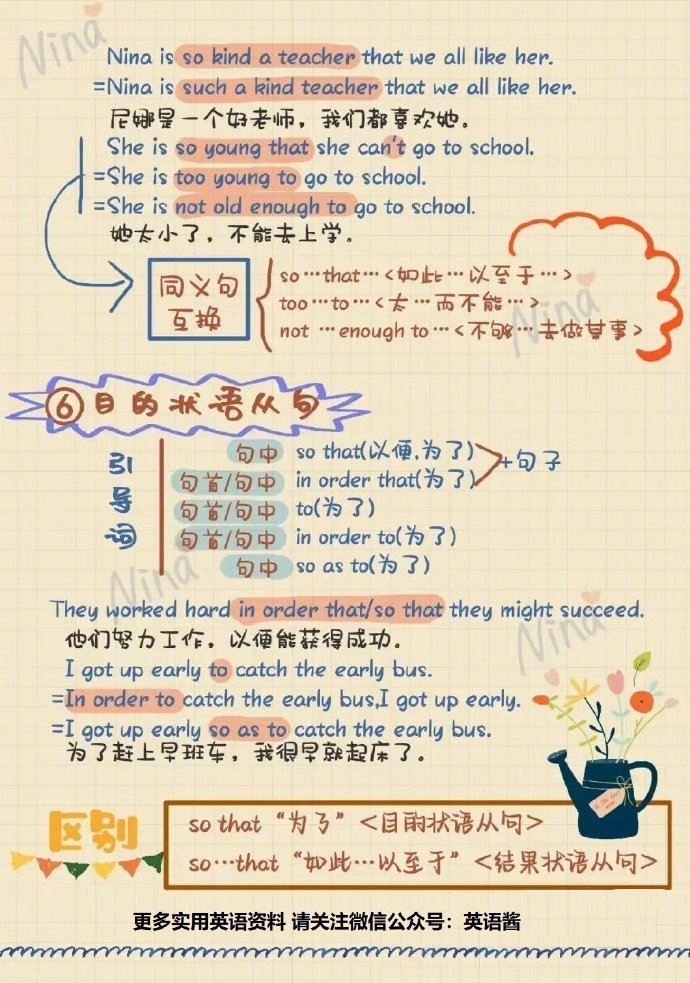 Nina
Nina is so kind a teacher that we all like her.
=Nina is such a kind teacher that we all like her.
尼娜是一个好老师，我们都喜欢她。
She is so young that she can't go to school.
=She is too young to go to school.
=She is not old enough to go to school.
她太小了，不能去上学。
同义句
互换
so…that…<如此…以至于…>
too…to…<太…而不能…>
not …enough to…<不够…去做某事>
Nina
⑥目的状语从句
引导词
句中 so that(以便,为了)
句首/句中 in order that(为了)
+句子
句首/句中 to(为了)
句首/句中 in order to(为了)
句中 so as to(为了)
Nina
They worked hard in order that/so that they might succeed.
他们努力工作，以便能获得成功。
Nina
I got up early to catch the early bus.
=In order to catch the early bus,I got up early.
=I got up early so as to catch the early bus.
为了赶上早班车，我很早就起床了。
区别
so that “为了” <目的状语从句>
so…that “如此…以至于” <结果状语从句>
更多实用英语资料 请关注微信公众号：英语酱